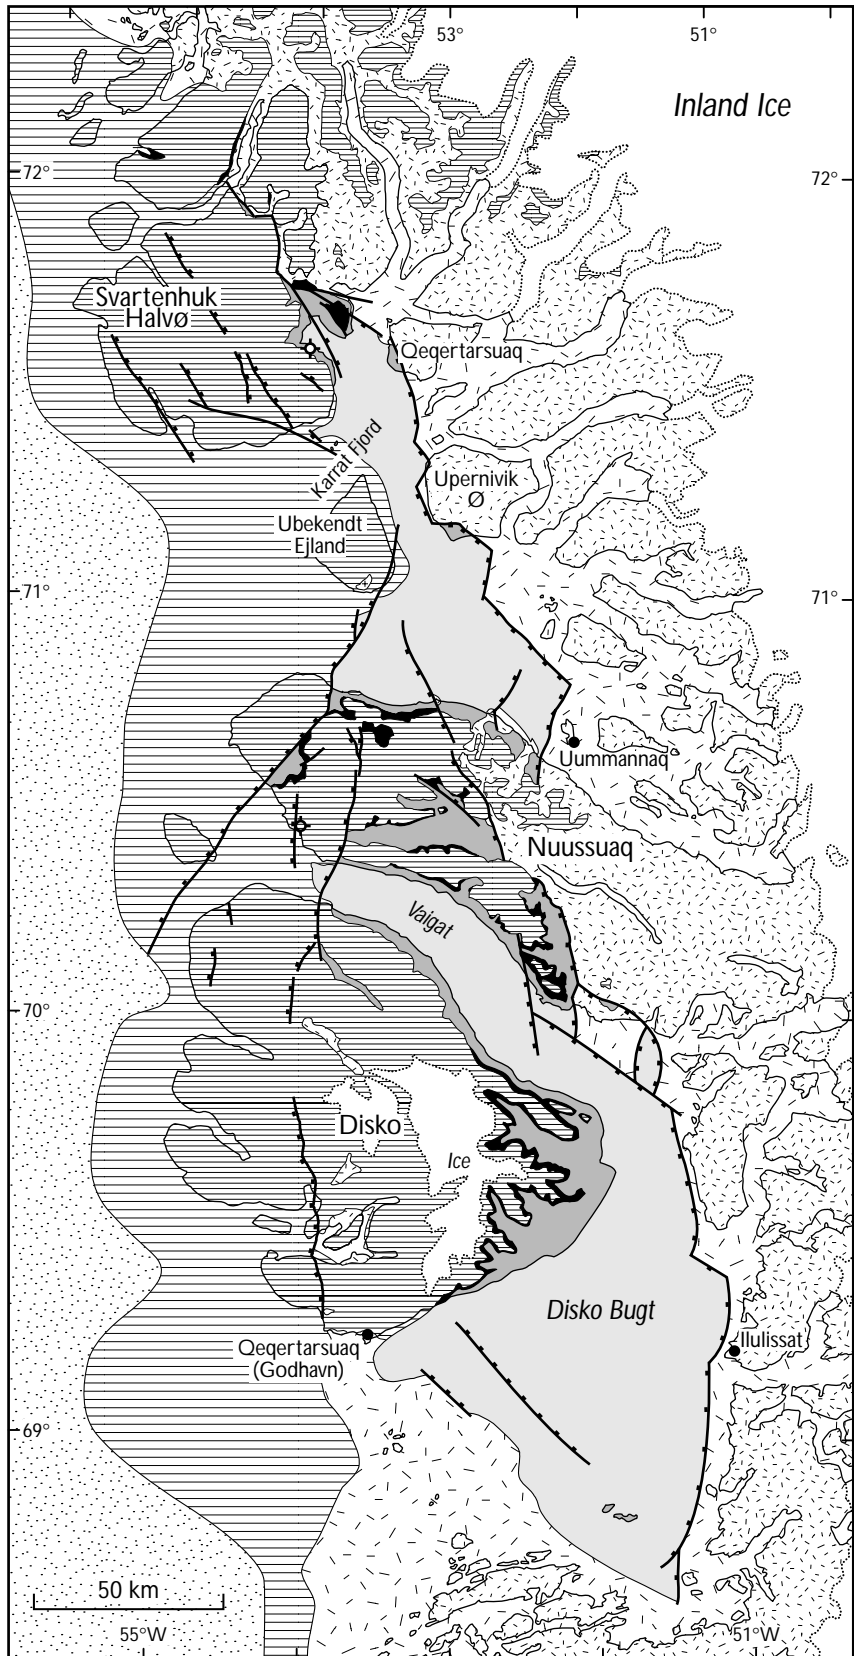 53°
51°
Inland Ice
72°
72°
Svartenhuk
Halvø
Qeqertarsuaq
Karrat Fjord
Upernivik
Ø
Ubekendt
Ejland
71°
71°
Uummannaq
Nuussuaq
Vaigat
70°
Disko
Ice
Disko Bugt
Qeqertarsuaq
(Godhavn)
Ilulissat
69°
50 km
55°W
51°W